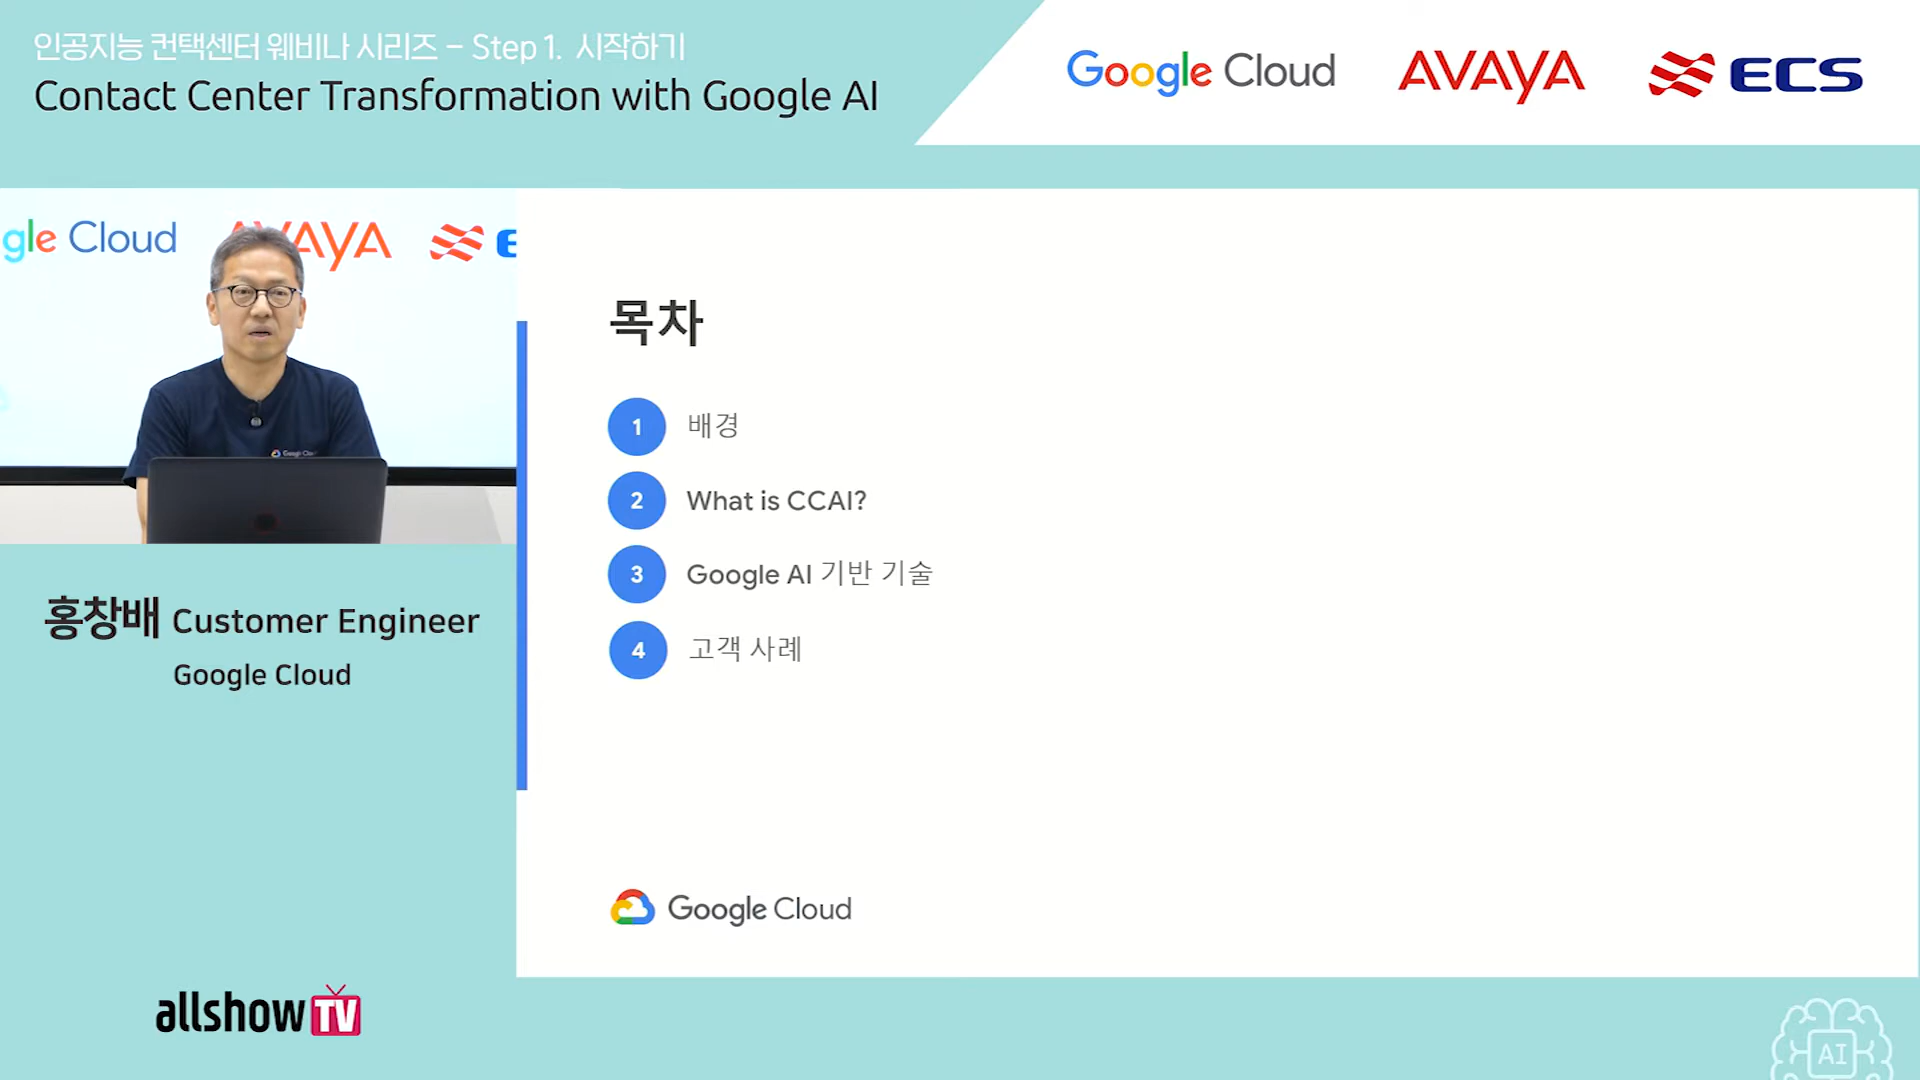 인공지능 컨택센터 웨비나 시리즈 – Step 1. 시작하기
Contact Center Transformation with Google AI
Google Cloud
AVAYA
ECS
gle Cloud
AVAYA
목차
1 배경
2 What is CCAI?
3 Google AI 기반 기술
4 고객 사례
Google Cloud
홍창배 Customer Engineer
Google Cloud
Google Cloud
allshow TV
AI